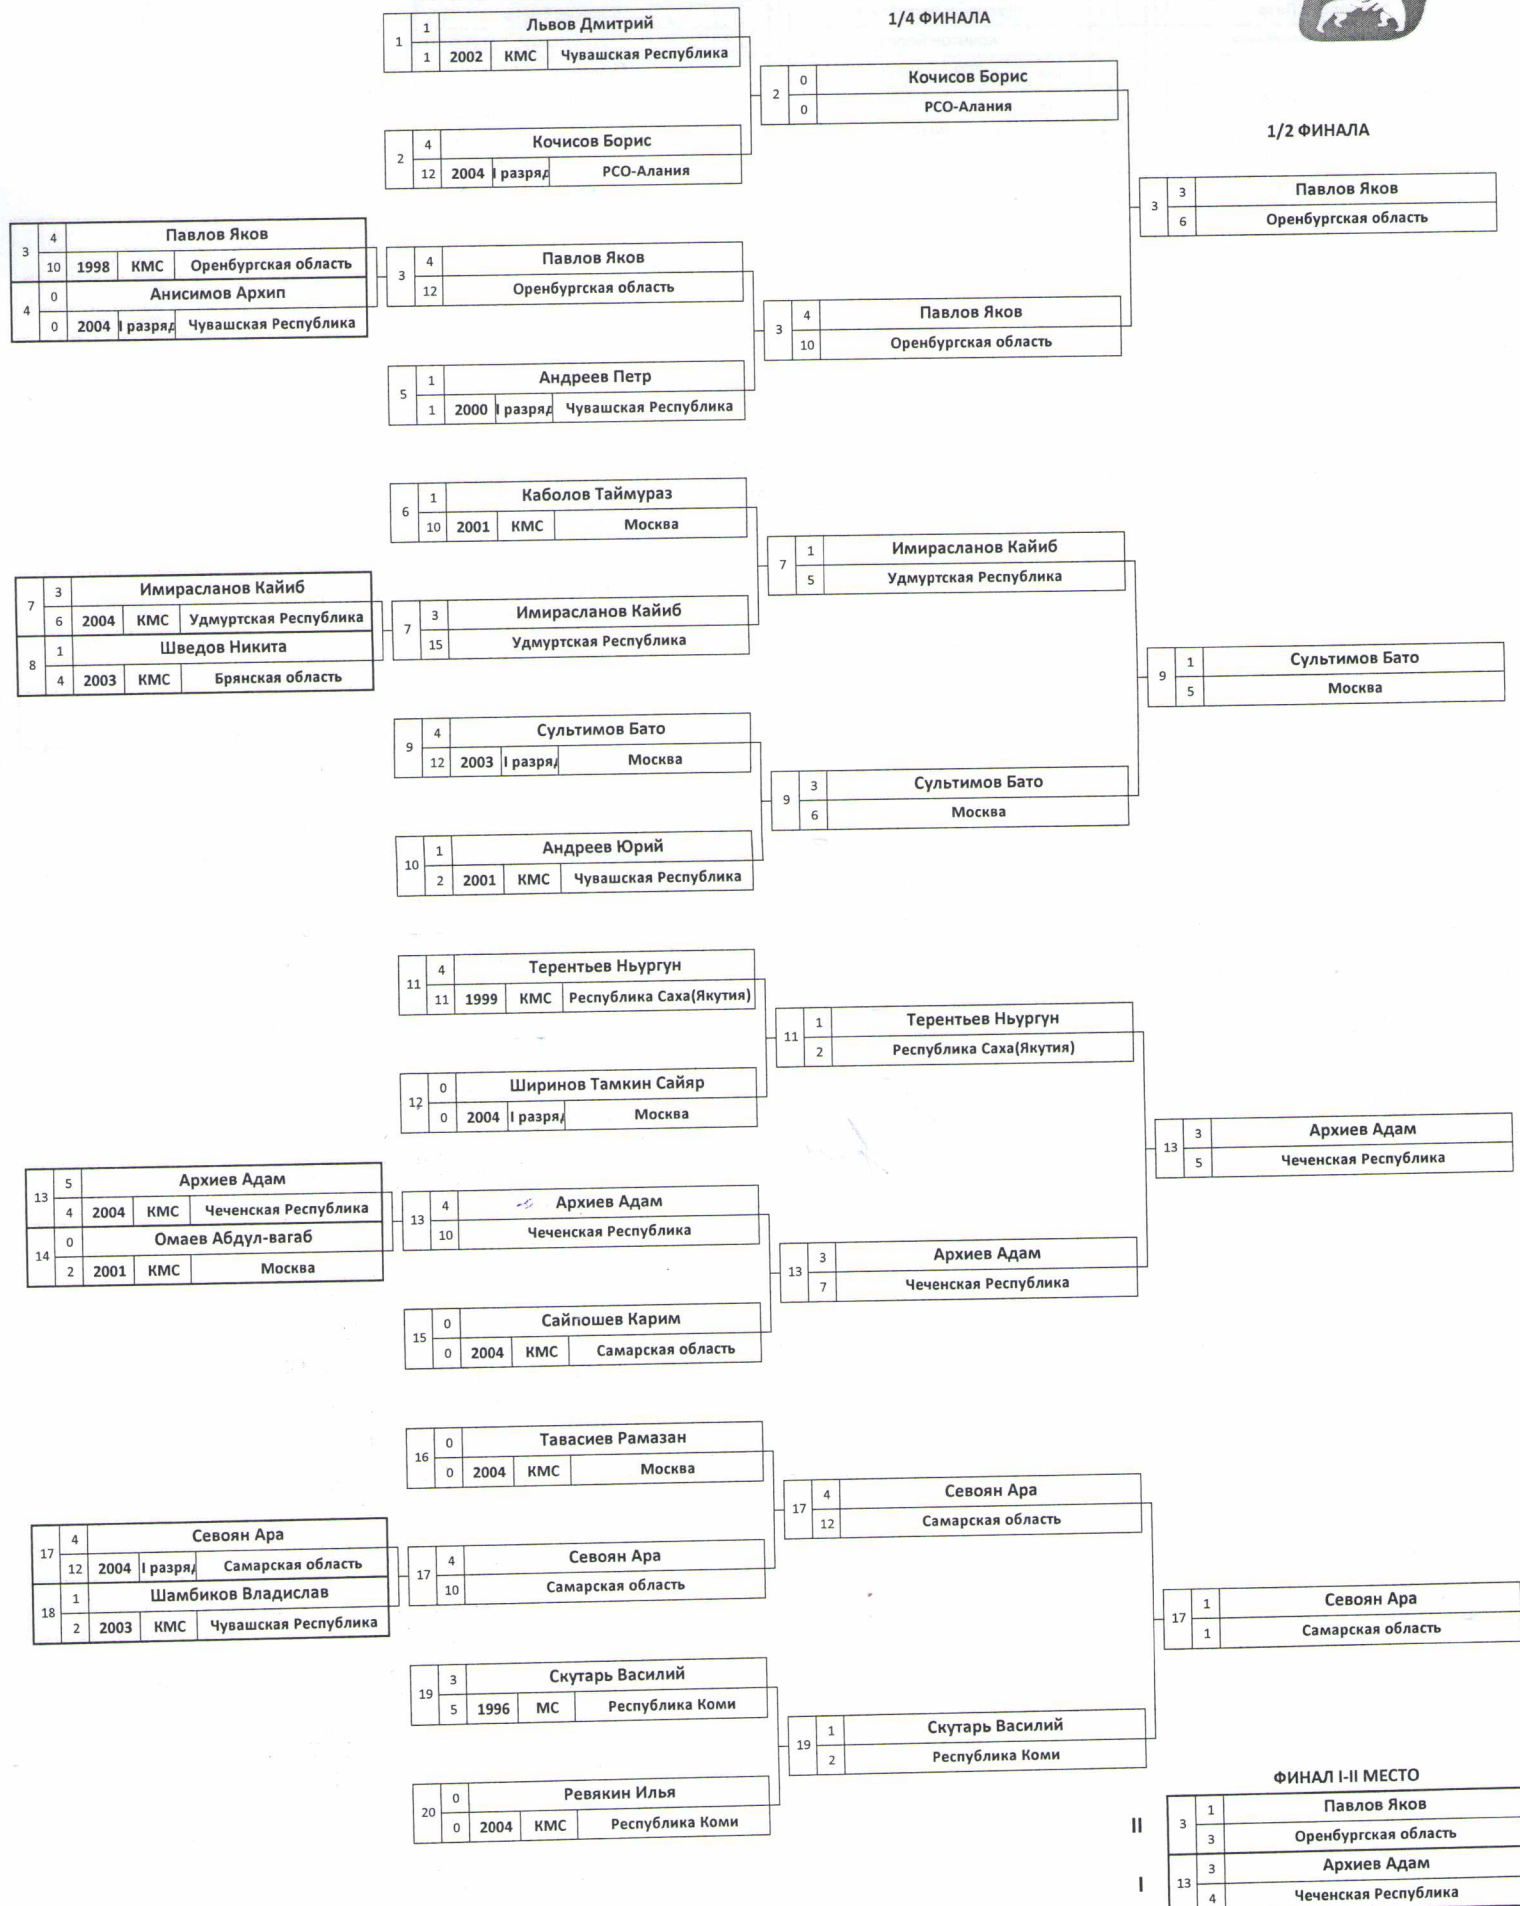 1/4 ФИНАЛА
1/2 ФИНАЛА
3 4 Павлов Яков
10 1998 КМС Оренбургская область
4 0 Анисимов Архип
0 2004 I разряд Чувашская Республика
7 3 Имирасланов Кайиб
6 2004 КМС Удмуртская Республика
8 1 Шведов Никита
4 2003 КМС Брянская область
13 5 Архиев Адам
4 2004 КМС Чеченская Республика
14 0 Омаев Абдул-вагаб
2 2001 КМС Москва
17 4 Севоян Ара
12 2004 I разряд Самарская область
18 1 Шамбиков Владислав
2 2003 КМС Чувашская Республика
1 1 Львов Дмитрий
1 2002 КМС Чувашская Республика
2 4 Кочисов Борис
12 2004 I разряд РСО-Алания
3 4 Павлов Яков
12 Оренбургская область
5 1 Андреев Петр
1 2000 I разряд Чувашская Республика
6 1 Каболов Таймураз
10 2001 КМС Москва
7 3 Имирасланов Кайиб
15 Удмуртская Республика
9 4 Сультимов Бато
12 2003 I разряд Москва
10 1 Андреев Юрий
2 2001 КМС Чувашская Республика
11 4 Терентьев Ньургун
11 1999 КМС Республика Саха(Якутия)
12 0 Ширинов Тамкин Сайяр
0 2004 I разряд Москва
13 4 Архиев Адам
10 Чеченская Республика
15 0 Сайпошев Карим
0 2004 КМС Самарская область
16 0 Тавасиев Рамазан
0 2004 КМС Москва
17 4 Севоян Ара
10 Самарская область
19 3 Скутарь Василий
5 1996 МС Республика Коми
20 0 Ревякин Илья
0 2004 КМС Республика Коми
2 0 Кочисов Борис
0 РСО-Алания
3 4 Павлов Яков
10 Оренбургская область
7 1 Имирасланов Кайиб
5 Удмуртская Республика
9 3 Сультимов Бато
6 Москва
11 1 Терентьев Ньургун
2 Республика Саха(Якутия)
13 3 Архиев Адам
7 Чеченская Республика
17 4 Севоян Ара
12 Самарская область
19 1 Скутарь Василий
2 Республика Коми
3 3 Павлов Яков
6 Оренбургская область
9 1 Сультимов Бато
5 Москва
13 3 Архиев Адам
5 Чеченская Республика
17 1 Севоян Ара
1 Самарская область
ФИНАЛ I-II МЕСТО
II 3 1 Павлов Яков
3 Оренбургская область
I 13 3 Архиев Адам
4 Чеченская Республика